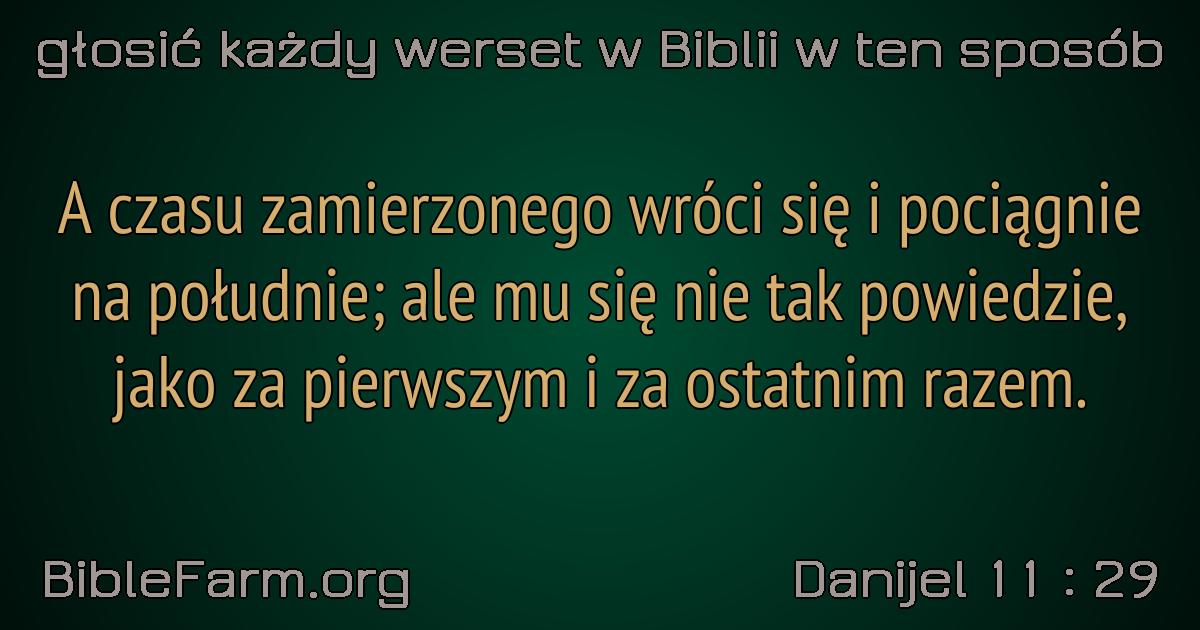 głosić każdy werset w Biblii w ten sposób
A czasu zamierzonego wróci się i pociągnie
na południe; ale mu się nie tak powiedzie,
jako za pierwszym i za ostatnim razem.
BibleFarm.org
Danijel 11 : 29